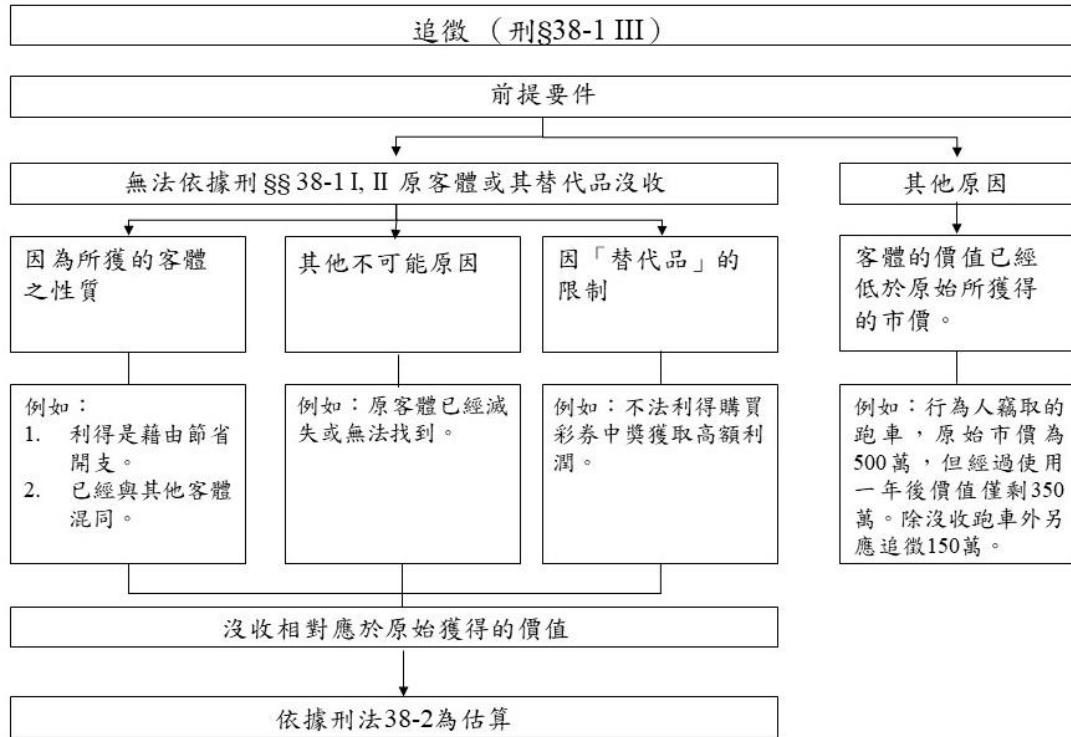 追徵 （刑§38-1 III）
前提要件
無法依據刑 §§ 38-1 I, II 原客體或其替代品沒收
其他原因
因為所獲的客體
之性質
其他不可能原因
因「替代品」的
限制
客體的價值已經
低於原始所獲得
的市價。
例如：
1. 利得是藉由節省
開支。
2. 已經與其他客體
混同。
例如：原客體已經滅
失或無法找到。
例如：不法利得購買
彩券中獎獲取高額利
潤。
例如：行為人竊取的
跑車，原始市價為
500萬，但經過使用
一年後價值僅剩350
萬。除沒收跑車外另
應追徵150萬。
沒收相對應於原始獲得的價值
依據刑法38-2為估算